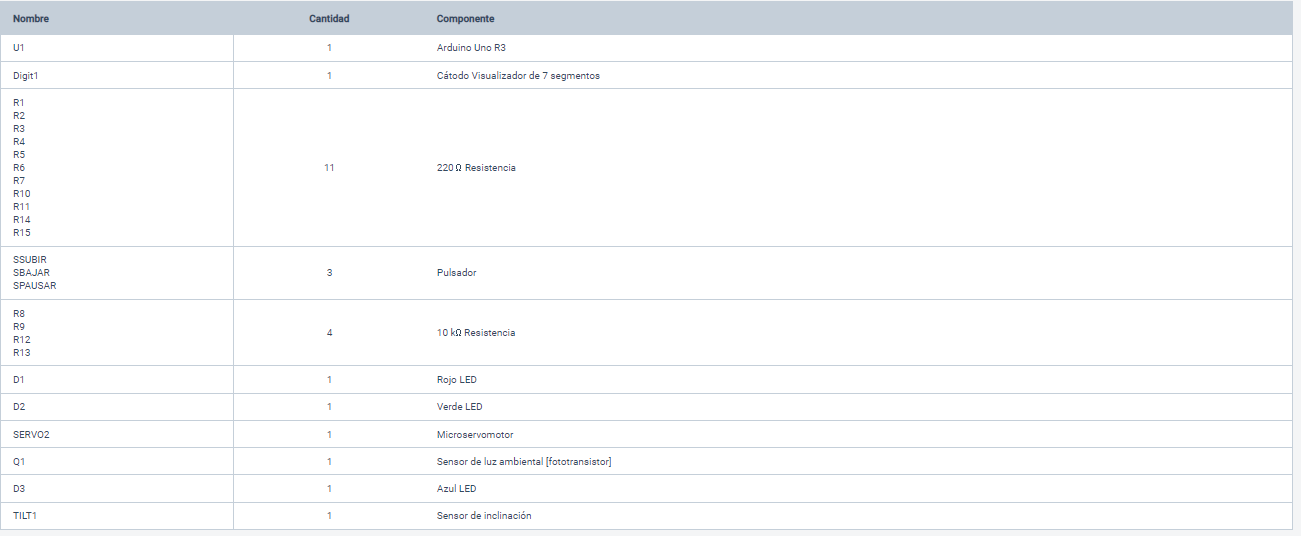 Nombre Cantidad Componente
U1 1 Arduino Uno R3
Digit1 1 Cátodo Visualizador de 7 segmentos
R1
R2
R3
R4
R5
R6 11 220 Ω Resistencia
R7
R10
R11
R14
R15
SSUBIR
SBAJAR 3 Pulsador
SPAUSAR
R8
R9
R12
R13
4 10 kΩ Resistencia
D1 1 Rojo LED
D2 1 Verde LED
SERVO2 1 Microservomotor
Q1 1 Sensor de luz ambiental [fototransistor]
D3 1 Azul LED
TILT1 1 Sensor de inclinación